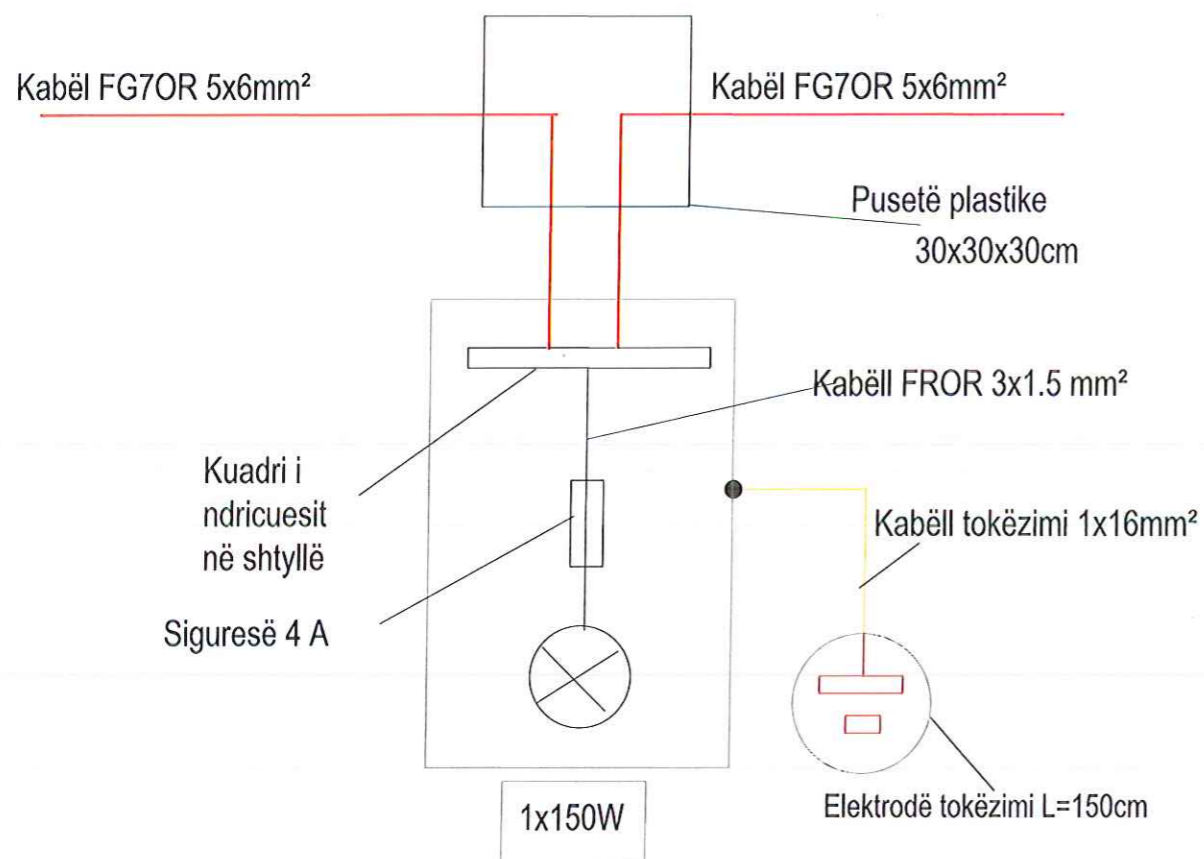 Kabël FG7OR 5x6mm²
Kabël FG7OR 5x6mm²
Pusetë plastike
30x30x30cm
Kabëll FROR 3x1.5 mm²
Kuadri i
ndricuesit
në shtyllë
Kabëll tokëzimi 1x16mm²
Siguresë 4 A
Elektrodë tokëzimi L=150cm
1x150W